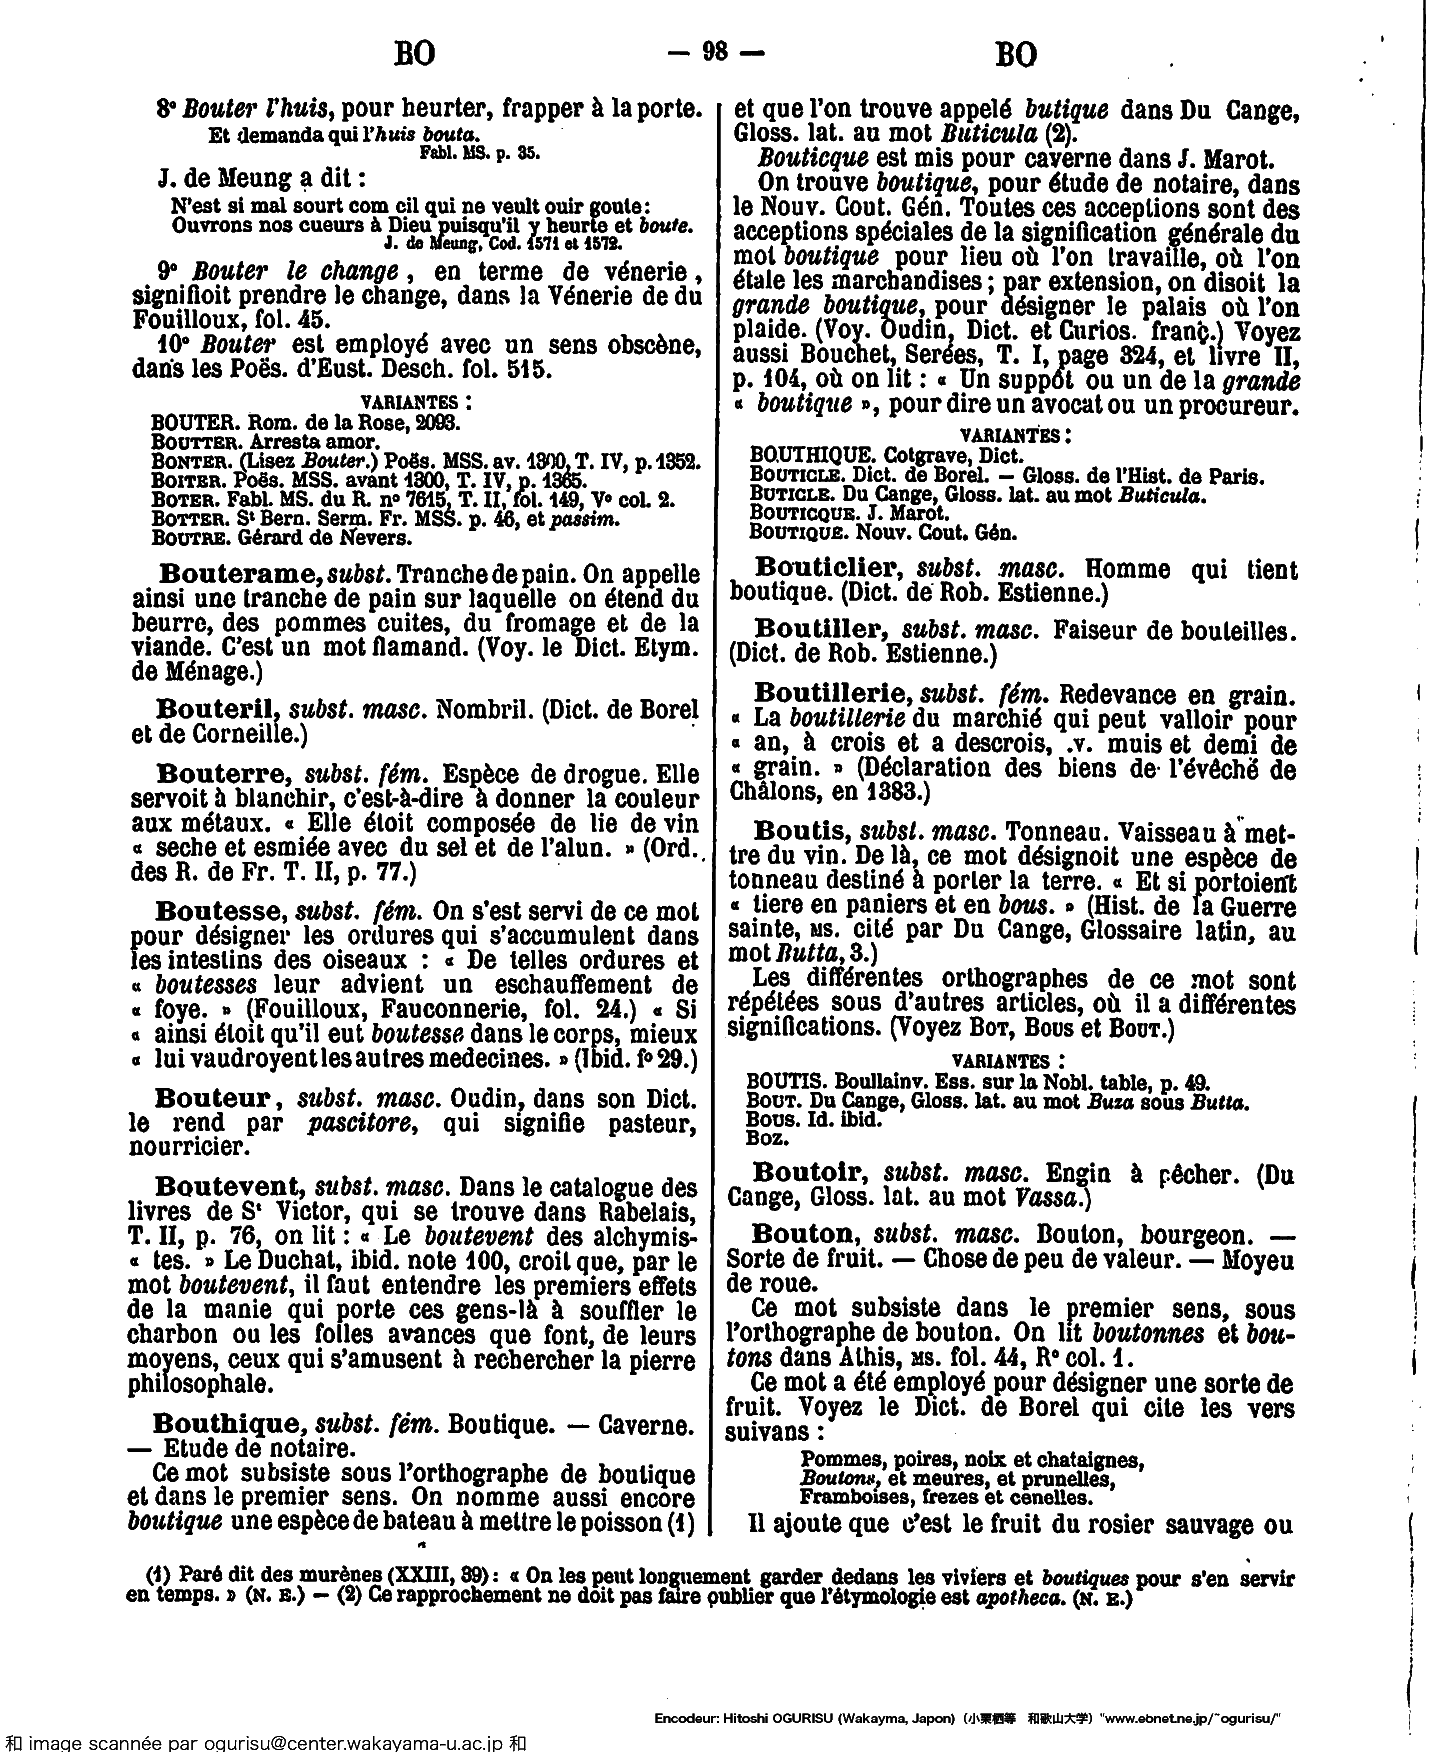 BO — 98 — BO
8° Bouter l'huis, pour heurter, frapper à la porte.
Et demanda qui l'huis bouta.
Fabl. MS. p. 35.
J. de Meung a dit :
N'est si mal sourt com cil qui ne veult ouir goute:
Ouvrons nos cueurs à Dieu puisqu'il y heurte et boute.
J. de Meung, Cod. 1571 et 1572.
9° Bouter le change, en terme de vénerie,
signifioit prendre le change, dans la Vénerie de du
Fouilloux, fol. 45.
10° Bouter est employé avec un sens obscène,
dans les Poës. d'Eust. Desch. fol. 515.
VARIANTES :
BOUTER. Rom. de la Rose, 2093.
BOUTTER. Arresta amor.
BONTER. (Lisez Bouter.) Poës. MSS. av. 1300, T. IV, p. 1352.
BOITER. Poës. MSS. avant 1300, T. IV, p. 1365.
BOTER. Fabl. MS. du R. n° 7615, T. II, fol. 149, V° col. 2.
BOTTER. St Bern. Serm. Fr. MSS. p. 46, et passim.
BOUTRE. Gérard de Nevers.
Bouterame, subst. Tranche de pain. On appelle
ainsi une tranche de pain sur laquelle on étend du
beurre, des pommes cuites, du fromage et de la
viande. C'est un mot flamand. (Voy. le Dict. Etym.
de Ménage.)
Bouteril, subst. masc. Nombril. (Dict. de Borel
et de Corneille.)
Bouterre, subst. fém. Espèce de drogue. Elle
servoit à blanchir, c'est-à-dire à donner la couleur
aux métaux. « Elle étoit composée de lie de vin
« seche et esmiée avec du sel et de l'alun. » (Ord.
des R. de Fr. T. II, p. 77.)
Boutesse, subst. fém. On s'est servi de ce mot
pour désigner les ordures qui s'accumulent dans
les intestins des oiseaux : « De telles ordures et
« boutesses leur advient un eschauffement de
« foye. » (Fouilloux, Fauconnerie, fol. 24.) « Si
« ainsi étoit qu'il eut boutesse dans le corps, mieux
« lui vaudroyent les autres medecines. » (Ibid. f° 29.)
Bouteur, subst. masc. Oudin, dans son Dict.
le rend par pascitore, qui signifie pasteur,
nourricier.
Boutevent, subst. masc. Dans le catalogue des
livres de St Victor, qui se trouve dans Rabelais,
T. II, p. 76, on lit : « Le boutevent des alchymis-
« tes. » Le Duchat, ibid. note 100, croit que, par le
mot boutevent, il faut entendre les premiers effets
de la manie qui porte ces gens-là à souffler le
charbon ou les folles avances que font, de leurs
moyens, ceux qui s'amusent à rechercher la pierre
philosophale.
Bouthique, subst. fém. Boutique. — Caverne.
— Etude de notaire.
Ce mot subsiste sous l'orthographe de boutique
et dans le premier sens. On nomme aussi encore
boutique une espèce de bateau à mettre le poisson (1)
et que l'on trouve appelé butique dans Du Cange,
Gloss. lat. au mot Buticula (2).
Bouticque est mis pour caverne dans J. Marot.
On trouve boutique, pour étude de notaire, dans
le Nouv. Cout. Gén. Toutes ces acceptions sont des
acceptions spéciales de la signification générale du
mot boutique pour lieu où l'on travaille, où l'on
étale les marchandises ; par extension, on disoit la
grande boutique, pour désigner le palais où l'on
plaide. (Voy. Oudin, Dict. et Curios. franç.) Voyez
aussi Bouchet, Serées, T. I, page 324, et livre II,
p. 104, où on lit : « Un suppôt ou un de la grande
« boutique », pour dire un avocat ou un procureur.
VARIANTES :
BOUTHIQUE. Cotgrave, Dict.
BOUTICLE. Dict. de Borel. — Gloss. de l'Hist. de Paris.
BUTICLE. Du Cange, Gloss. lat. au mot Buticula.
BOUTICQUE. J. Marot.
BOUTIQUE. Nouv. Cout. Gén.
Bouticlier, subst. masc. Homme qui tient
boutique. (Dict. de Rob. Estienne.)
Boutiller, subst. masc. Faiseur de bouteilles.
(Dict. de Rob. Estienne.)
Boutillerie, subst. fém. Redevance en grain.
« La boutillerie du marchié qui peut valloir pour
« an, à crois et a descrois, .v. muis et demi de
« grain. » (Déclaration des biens de l'évêché de
Châlons, en 1383.)
Boutis, subst. masc. Tonneau. Vaisseau à met-
tre du vin. De là, ce mot désignoit une espèce de
tonneau destiné à porter la terre. « Et si portoient
« tiere en paniers et en bous. » (Hist. de la Guerre
sainte, MS. cité par Du Cange, Glossaire latin, au
mot Butta, 3.)
Les différentes orthographes de ce mot sont
répétées sous d'autres articles, où il a différentes
significations. (Voyez BOT, BOUS et BOUT.)
VARIANTES :
BOUTIS. Boullainv. Ess. sur la Nobl. table, p. 49.
BOUT. Du Cange, Gloss. lat. au mot Buza sous Butta.
BOUS. Id. ibid.
BOZ.
Boutoir, subst. masc. Engin à pêcher. (Du
Cange, Gloss. lat. au mot Vassa.)
Bouton, subst. masc. Bouton, bourgeon. —
Sorte de fruit. — Chose de peu de valeur. — Moyeu
de roue.
Ce mot subsiste dans le premier sens, sous
l'orthographe de bouton. On lit boutonnes et bou-
tons dans Athis, MS. fol. 44, R° col. 1.
Ce mot a été employé pour désigner une sorte de
fruit. Voyez le Dict. de Borel qui cite les vers
suivans :
Pommes, poires, noix et chataignes,
Boutons, et meures, et prunelles,
Framboises, frezes et cenelles.
Il ajoute que c'est le fruit du rosier sauvage ou
(1) Paré dit des murènes (XXIII, 39) : « On les peut longuement garder dedans les viviers et boutiques pour s'en servir
en temps. » (N. E.) — (2) Ce rapprochement ne doit pas faire oublier que l'étymologie est apotheca. (N. E.)
Encodeur: Hitoshi OGURISU (Wakayma, Japon) (小栗栖等 和歌山大学) "www.ebnet.ne.jp/~ogurisu/"
和 image scannée par ogurisu@center.wakayama-u.ac.jp 和